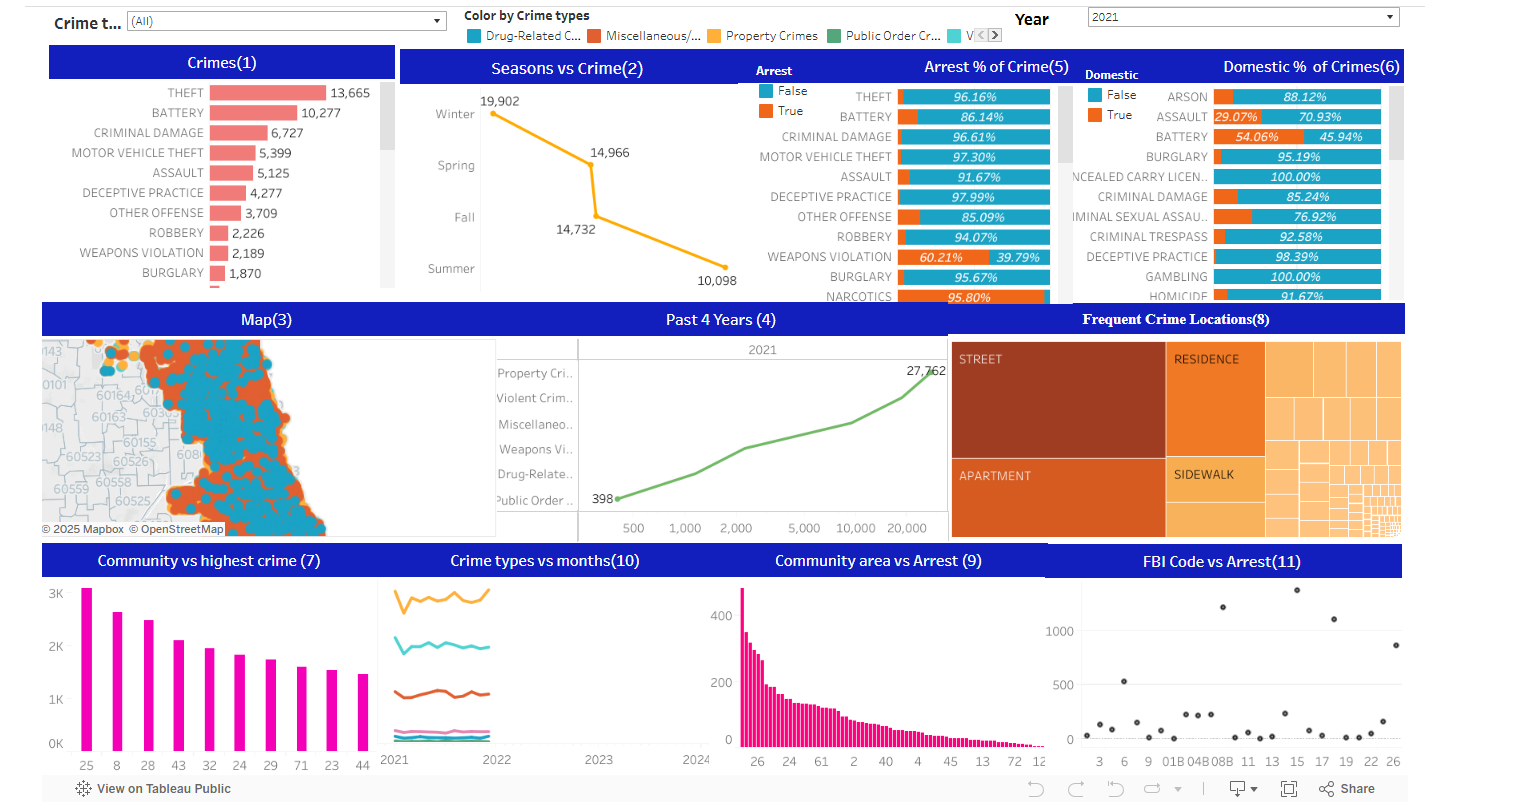 Crime t... (All)
Color by Crime types
Drug-Related C... Miscellaneous/... Property Crimes Public Order Cr... V
Year 2021
Crimes(1)
THEFT 13,665
BATTERY 10,277
CRIMINAL DAMAGE 6,727
MOTOR VEHICLE THEFT 5,399
ASSAULT 5,125
DECEPTIVE PRACTICE 4,277
OTHER OFFENSE 3,709
ROBBERY 2,226
WEAPONS VIOLATION 2,189
BURGLARY 1,870
Seasons vs Crime(2)
19,902
Winter
14,966
Spring
Fall
14,732
Summer
10,098
Arrest
False
True
Arrest % of Crime(5)
THEFT 96.16%
BATTERY 86.14%
CRIMINAL DAMAGE 96.61%
MOTOR VEHICLE THEFT 97.30%
ASSAULT 91.67%
DECEPTIVE PRACTICE 97.99%
OTHER OFFENSE 85.09%
ROBBERY 94.07%
WEAPONS VIOLATION 60.21% 39.79%
BURGLARY 95.67%
NARCOTICS 95.80%
Domestic
False
True
Domestic % of Crimes(6)
ARSON 88.12%
ASSAULT 29.07% 70.93%
BATTERY 54.06% 45.94%
BURGLARY 95.19%
NCEALED CARRY LICEN.. 100.00%
CRIMINAL DAMAGE 85.24%
IMINAL SEXUAL ASSAU.. 76.92%
CRIMINAL TRESPASS 92.58%
DECEPTIVE PRACTICE 98.39%
GAMBLING 100.00%
HOMICIDE 91.67%
Map(3)
0143
0101
60164
6017
60163
60305
0148
60155
60523
60526
608
60558
60559
60525
3
© 2025 Mapbox © OpenStreetMap
Past 4 Years (4)
2021
Property Cri.. 27,762
Violent Crim..
Miscellaneo..
Weapons Vi..
Drug-Relate..
Public Order .. 398
500 1,000 2,000 5,000 10,000 20,000
Frequent Crime Locations(8)
STREET
RESIDENCE
APARTMENT
SIDEWALK
Community vs highest crime (7)
3K
2K
1K
0K
25 8 28 43 32 24 29 71 23 44
Crime types vs months(10)
2021 2022 2023 2024
Community area vs Arrest (9)
400
200
0
26 24 61 2 40 4 45 13 72 12
FBI Code vs Arrest(11)
1000
500
0
3 6 9 01B 04B 08B 11 13 15 17 19 22 26
View on Tableau Public
Share